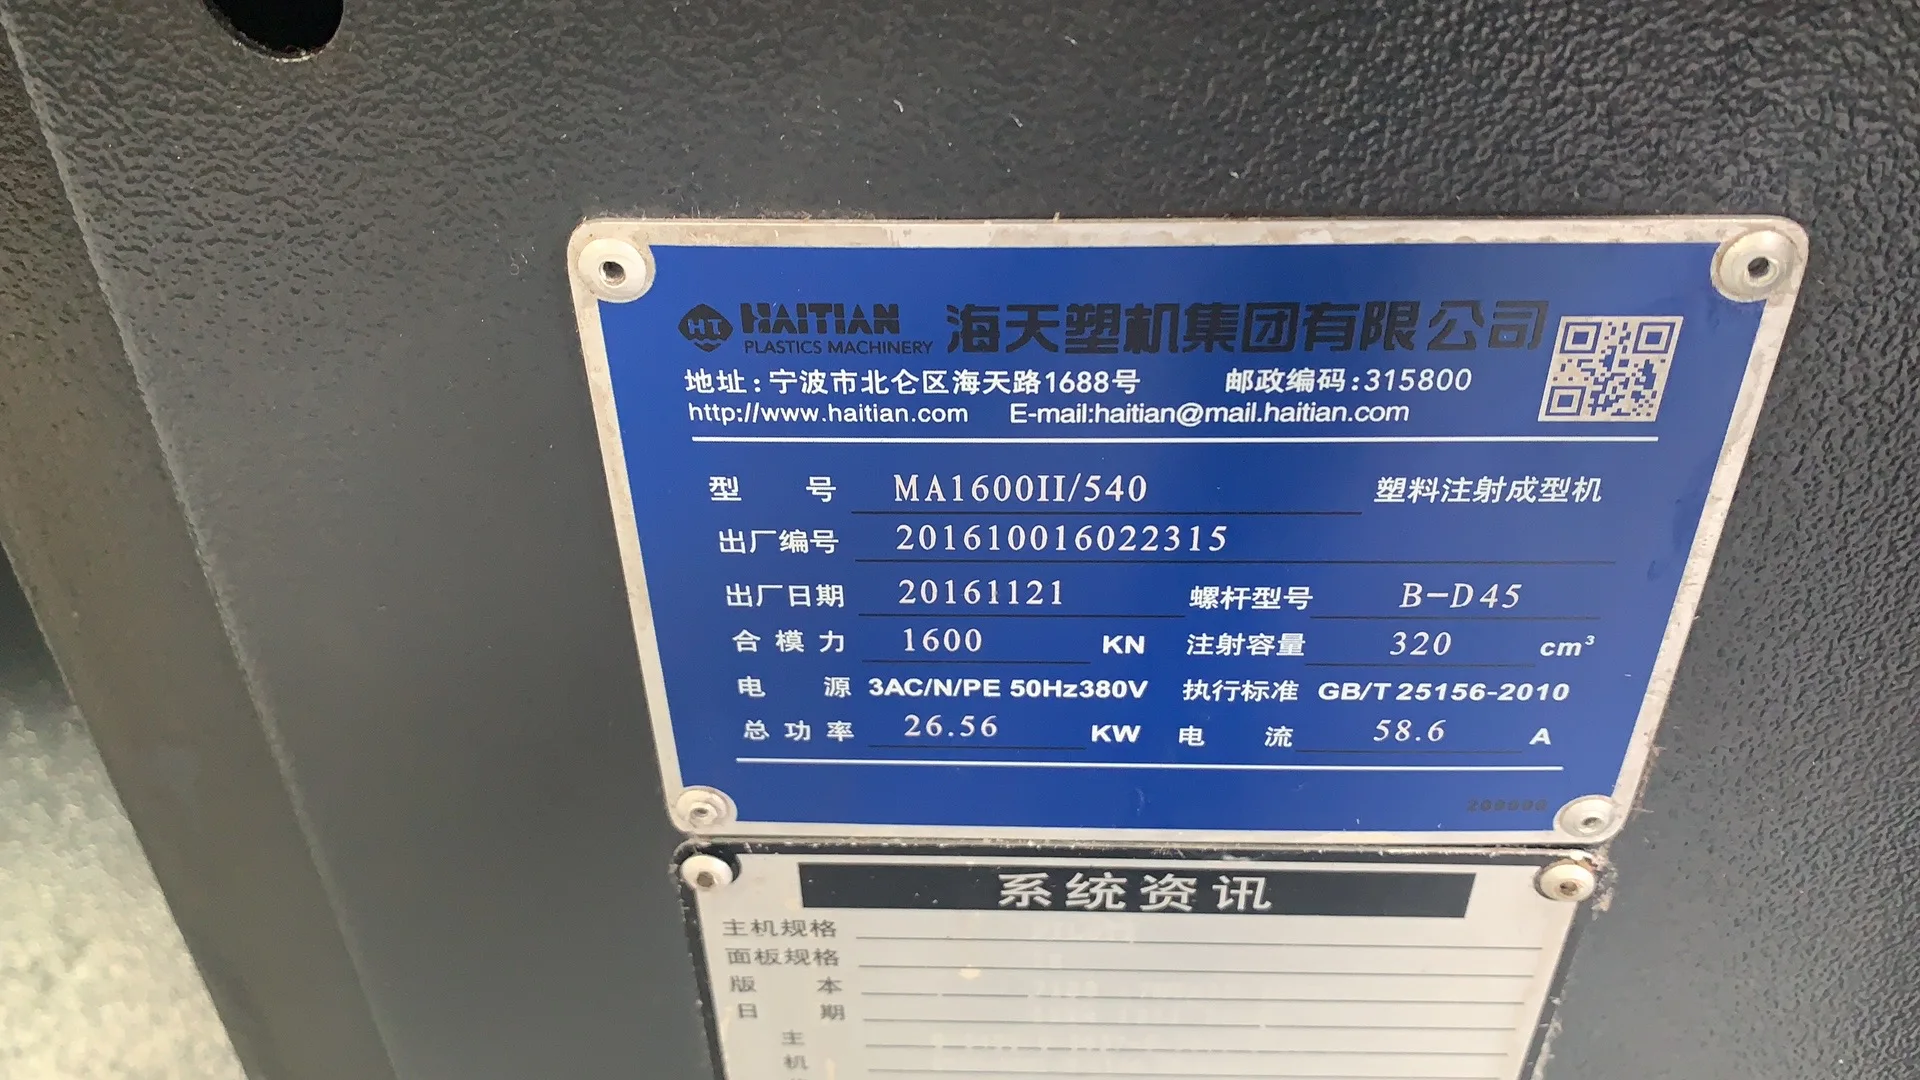 HT HAITIAN PLASTICS MACHINERY 海天塑机集团有限公司
地址:宁波市北仑区海天路1688号 邮政编码:315800
http://www.haitian.com E-mail:haitian@mail.haitian.com
型 号 MA1600II/540 塑料注射成型机
出厂编号 201610016022315
出厂日期 20161121 螺杆型号 B-D45
合模力 1600 KN 注射容量 320 cm³
电 源 3AC/N/PE 50Hz380V 执行标准 GB/T 25156-2010
总功率 26.56 KW 电 流 58.6 A
系统资讯
主机规格
面板规格
版 本
日 期
主
机